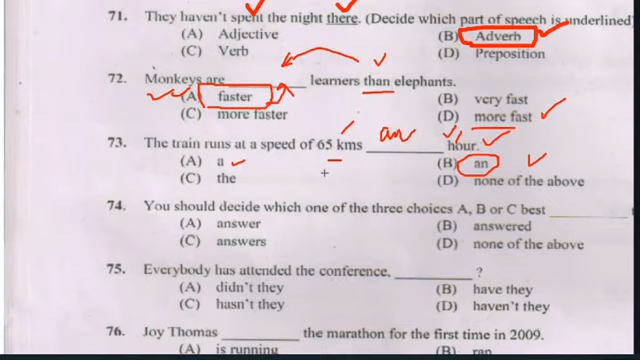 71. They haven't spent the night there. (Decide which part of speech is underlined)
(A) Adjective (B) Adverb
(C) Verb (D) Preposition
72. Monkeys are ________ learners than elephants.
(A) faster (B) very fast
(C) more faster (D) more fast
an
73. The train runs at a speed of 65 kms ________ hour.
(A) a (B) an
(C) the (D) none of the above
74. You should decide which one of the three choices A, B or C best ________
(A) answer (B) answered
(C) answers (D) none of the above
75. Everybody has attended the conference, ________ ?
(A) didn't they (B) have they
(C) hasn't they (D) haven't they
76. Joy Thomas ________ the marathon for the first time in 2009.
(A) is running (B) ran